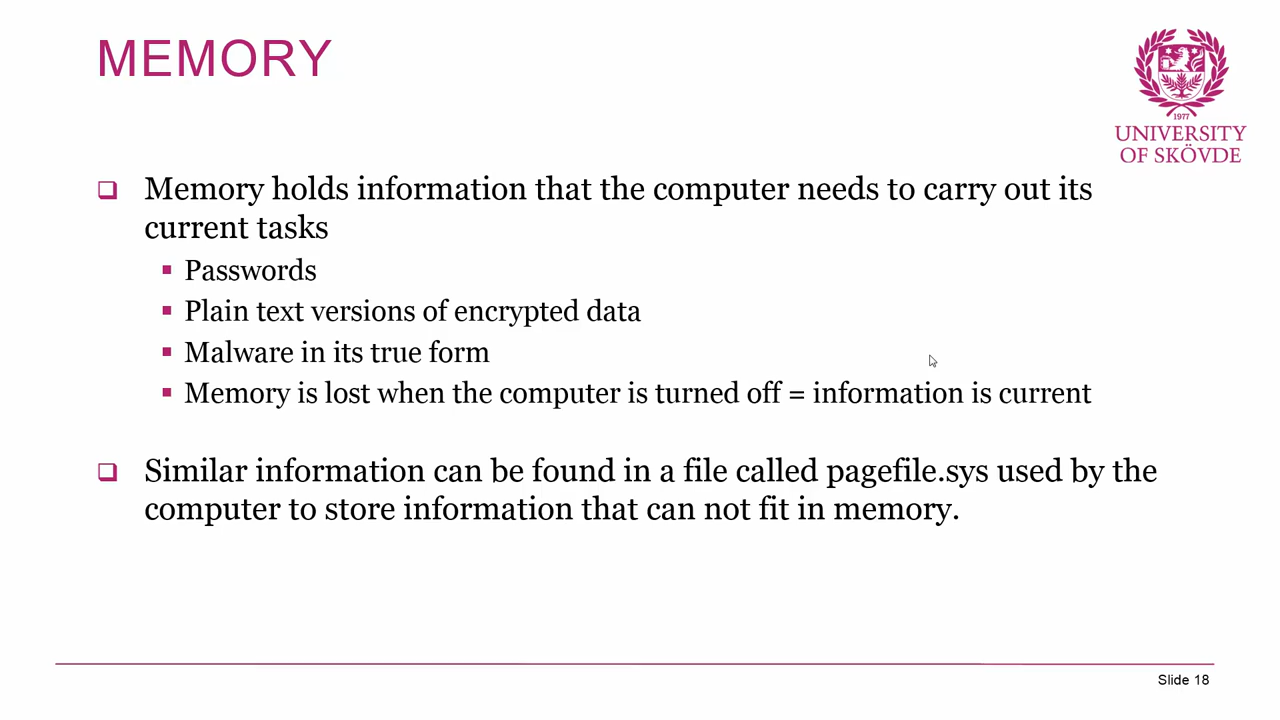 MEMORY
1977
UNIVERSITY
OF SKÖVDE
Memory holds information that the computer needs to carry out its
current tasks
Passwords
Plain text versions of encrypted data
Malware in its true form
Memory is lost when the computer is turned off = information is current
Similar information can be found in a file called pagefile.sys used by the
computer to store information that can not fit in memory.
Slide 18